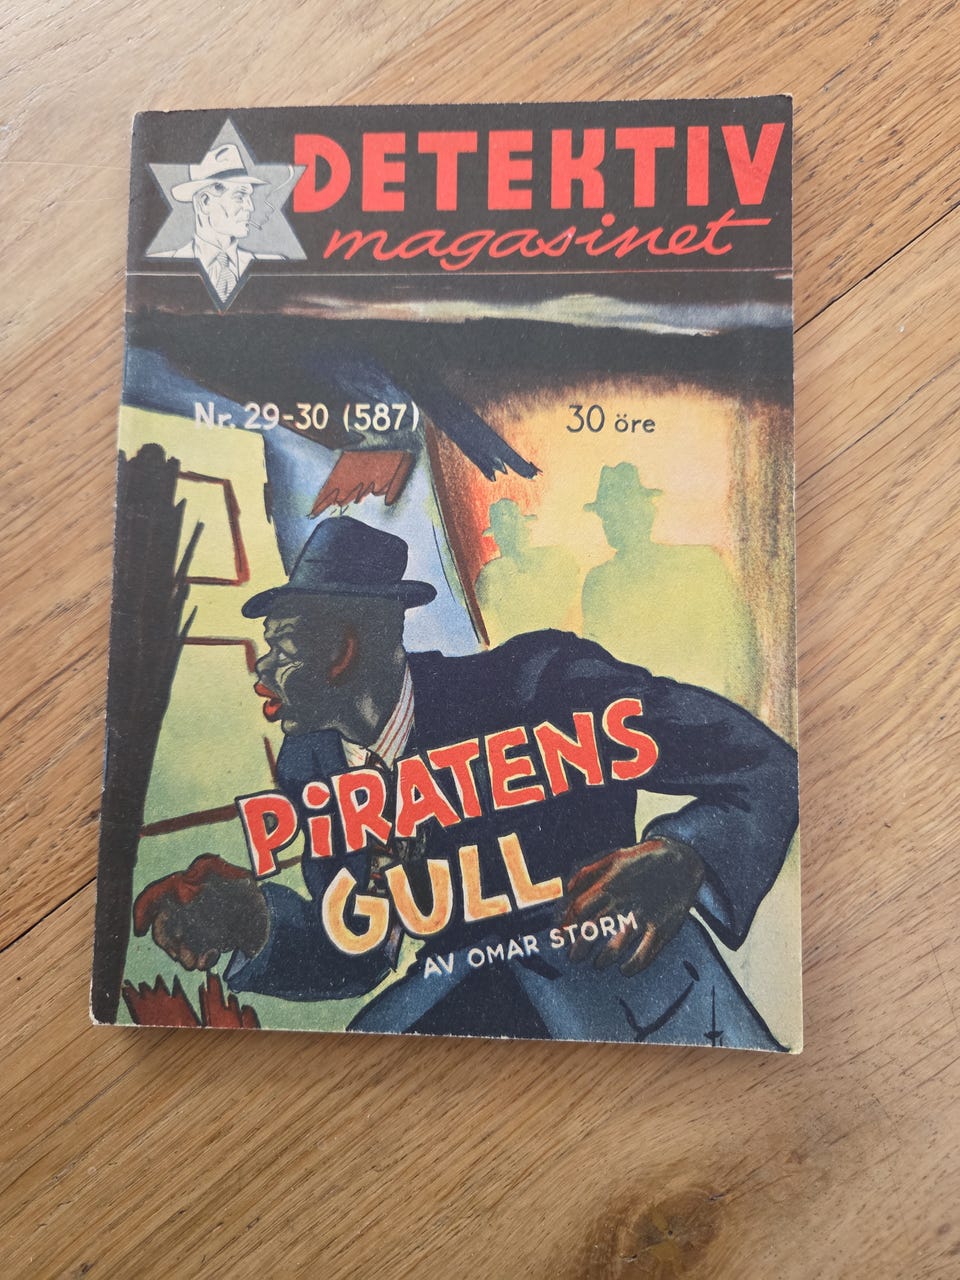 DETEKTIV
magasinet
Nr. 29-30 (587)
30 öre
PiRATENS
GULL
AV OMAR STORM